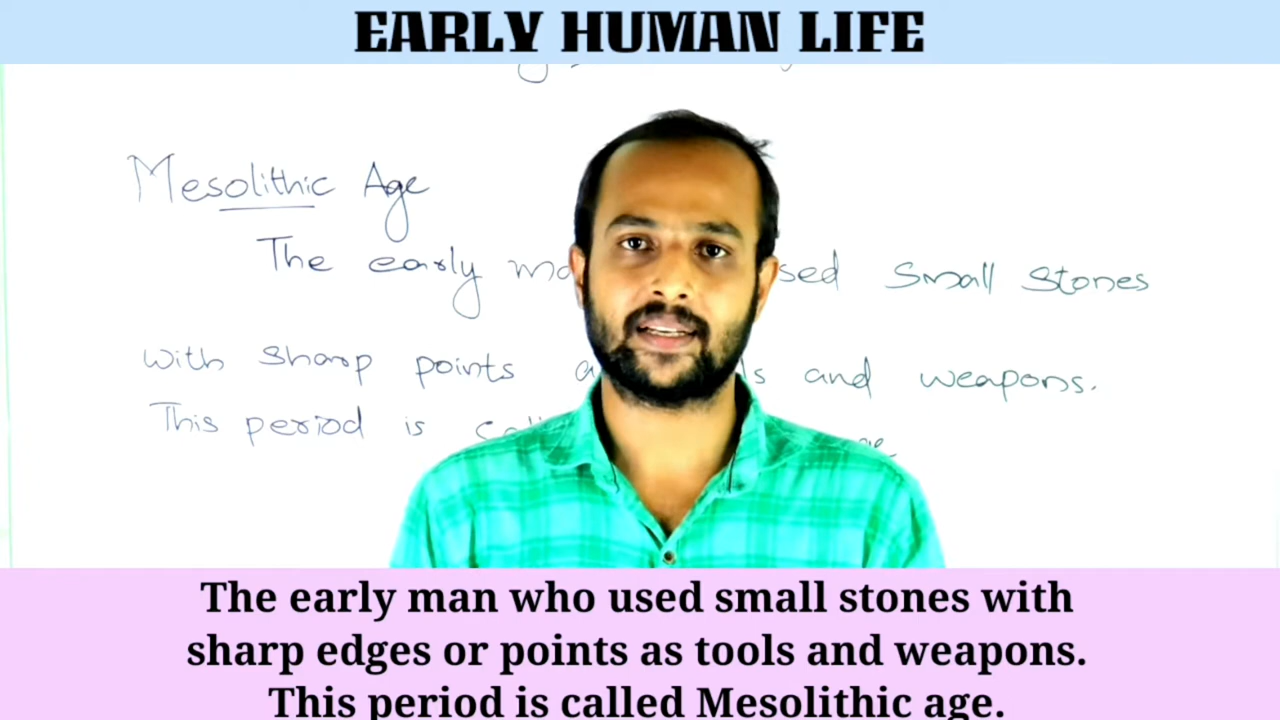 EARLY HUMAN LIFE
Mesolithic Age
The early sed Small Stones
with sharp points and weapons.
This period is
The early man who used small stones with
sharp edges or points as tools and weapons.
This period is called Mesolithic age.